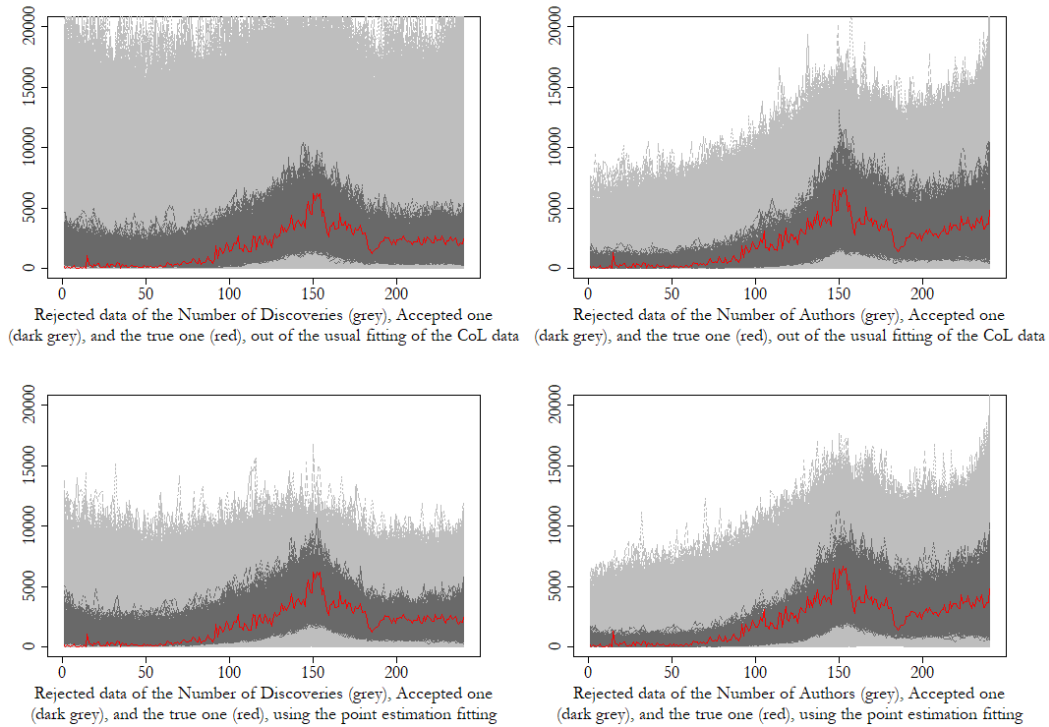 20000
15000
10000
5000
0
0 50 100 150 200
Rejected data of the Number of Discoveries (grey), Accepted one
(dark grey), and the true one (red), out of the usual fitting of the CoL data
20000
15000
10000
5000
0
0 50 100 150 200
Rejected data of the Number of Authors (grey), Accepted one
(dark grey), and the true one (red), out of the usual fitting of the CoL data
20000
15000
10000
5000
0
0 50 100 150 200
Rejected data of the Number of Discoveries (grey), Accepted one
(dark grey), and the true one (red), using the point estimation fitting
20000
15000
10000
5000
0
0 50 100 150 200
Rejected data of the Number of Authors (grey), Accepted one
(dark grey), and the true one (red), using the point estimation fitting